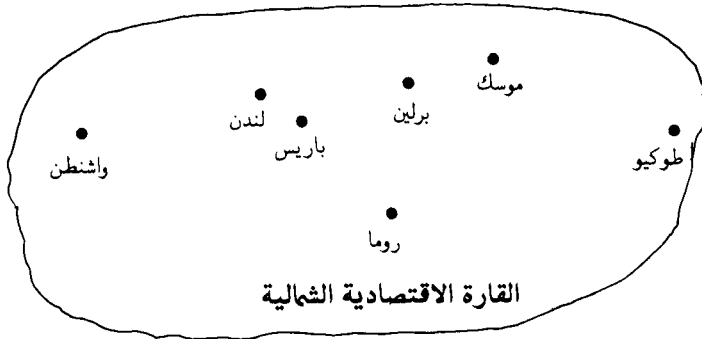 موسك
برلين
لندن
باريس
طوكيو
واشنطن
روما
القارة الاقتصادية الشمالية